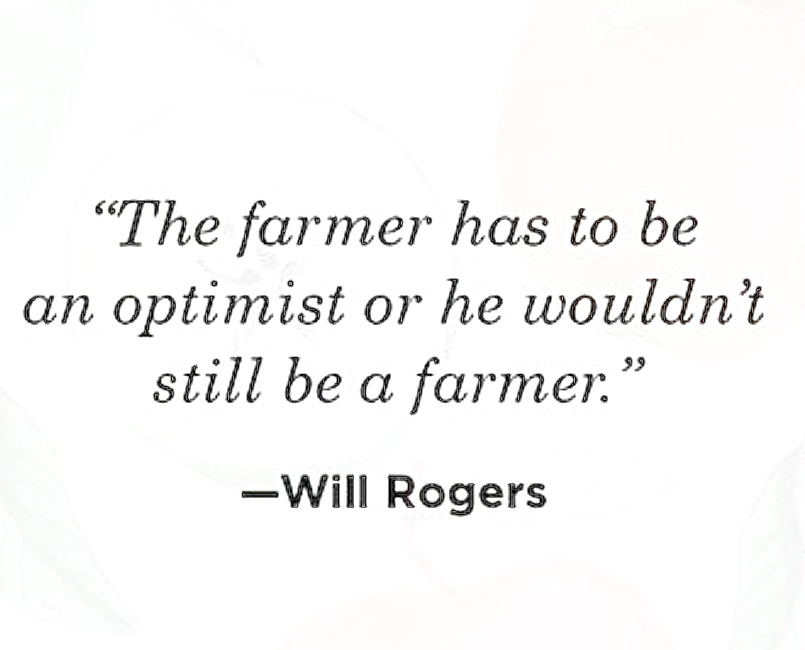 “The farmer has to be
an optimist or he wouldn’t
still be a farmer.”
—Will Rogers